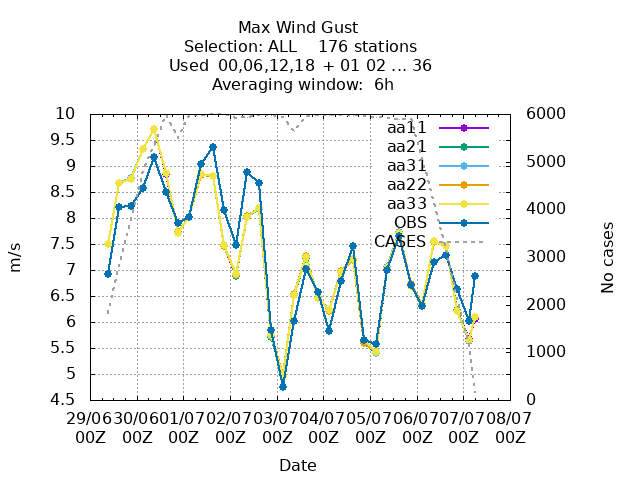 Max Wind Gust
Selection: ALL 176 stations
Used 00,06,12,18 + 01 02 ... 36
Averaging window: 6h
10
9.5
9
8.5
8
7.5
7
6.5
6
5.5
5
4.5
m/s
6000
5000
4000
3000
2000
1000
0
No cases
aa11
aa21
aa31
aa22
aa33
OBS
CASES
29/06 30/06 01/07 02/07 03/07 04/07 05/07 06/07 07/07 08/07
00Z 00Z 00Z 00Z 00Z 00Z 00Z 00Z 00Z 00Z
Date